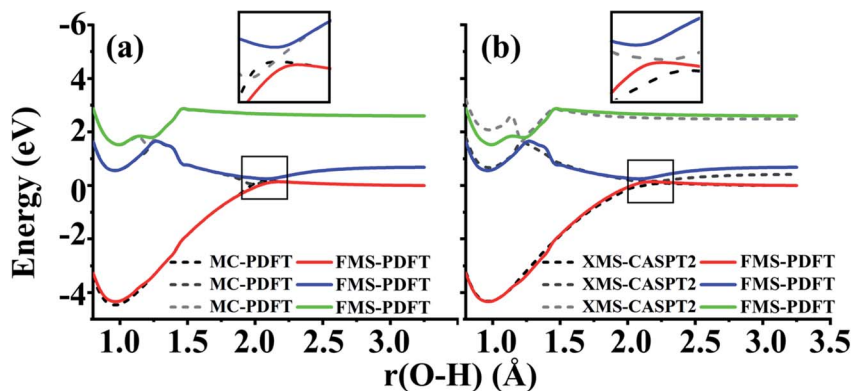 -6
4
2
0
-2
-4
Energy (eV)
(a)
(b)
MC-PDFT FMS-PDFT
MC-PDFT FMS-PDFT
MC-PDFT FMS-PDFT
XMS-CASPT2 FMS-PDFT
XMS-CASPT2 FMS-PDFT
XMS-CASPT2 FMS-PDFT
1.0 1.5 2.0 2.5 3.0 1.0 1.5 2.0 2.5 3.0 3.5
r(O-H) (Å)